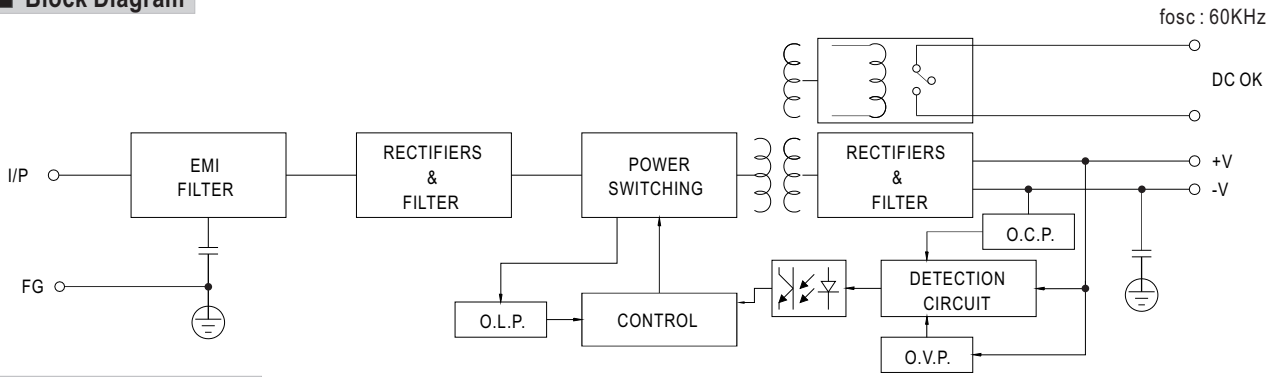 Block Diagram
fosc : 60KHz
DC OK
I/P
EMI
FILTER
RECTIFIERS
&
FILTER
POWER
SWITCHING
RECTIFIERS
&
FILTER
+V
-V
O.C.P.
FG
O.L.P.
CONTROL
DETECTION
CIRCUIT
O.V.P.